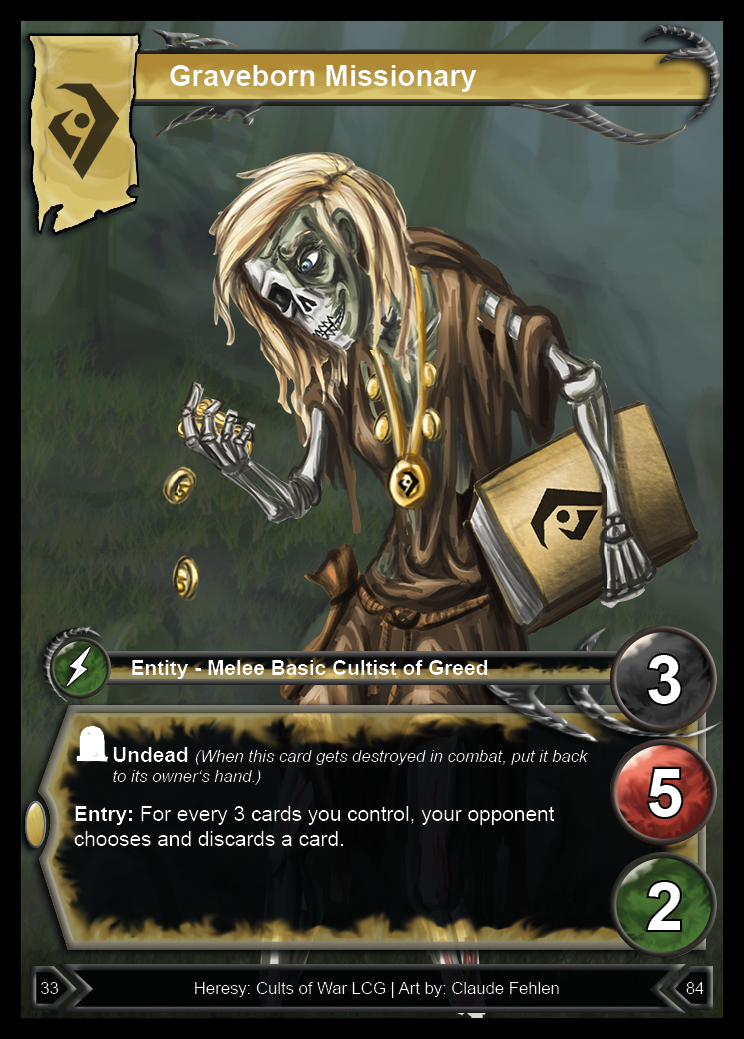 Graveborn Missionary
Entity - Melee Basic Cultist of Greed
3
Undead (When this card gets destroyed in combat, put it back
to its owner‘s hand.)
5
Entry: For every 3 cards you control, your opponent
chooses and discards a card.
2
33
Heresy: Cults of War LCG | Art by: Claude Fehlen
84